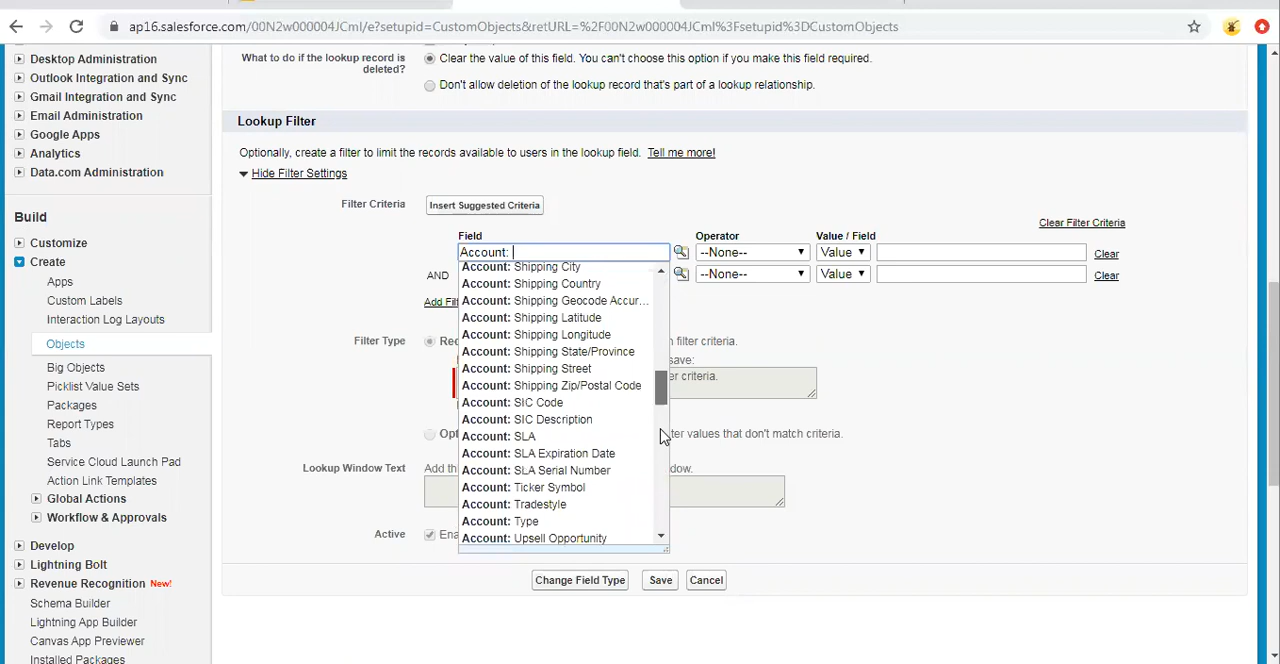 ap16.salesforce.com/00N2w000004JCml/e?setupid=CustomObjects&retURL=%2F00N2w000004JCml%3Fsetupid%3DCustomObjects
Desktop Administration
Outlook Integration and Sync
Gmail Integration and Sync
Email Administration
Google Apps
Analytics
Data.com Administration
Build
Customize
Create
Apps
Custom Labels
Interaction Log Layouts
Objects
Big Objects
Picklist Value Sets
Packages
Report Types
Tabs
Service Cloud Launch Pad
Action Link Templates
Global Actions
Workflow & Approvals
Develop
Lightning Bolt
Revenue Recognition New!
Schema Builder
Lightning App Builder
Canvas App Previewer
Installed Packages
What to do if the lookup record is deleted?
Clear the value of this field. You can't choose this option if you make this field required.
Don't allow deletion of the lookup record that's part of a lookup relationship.
Lookup Filter
Optionally, create a filter to limit the records available to users in the lookup field. Tell me more!
Hide Filter Settings
Filter Criteria
Insert Suggested Criteria
Clear Filter Criteria
Field Operator Value / Field
Account: --None-- Value Clear
AND --None-- Value Clear
Account: Shipping City
Account: Shipping Country
Account: Shipping Geocode Accur...
Account: Shipping Latitude
Account: Shipping Longitude
Account: Shipping State/Province
Account: Shipping Street
Account: Shipping Zip/Postal Code
Account: SIC Code
Account: SIC Description
Account: SLA
Account: SLA Expiration Date
Account: SLA Serial Number
Account: Ticker Symbol
Account: Tradestyle
Account: Type
Account: Upsell Opportunity
Add Fil
Filter Type
Req
filter criteria.
save:
er criteria.
Opt
ter values that don't match criteria.
Lookup Window Text
Add this
dow.
Active
Ena
Change Field Type Save Cancel